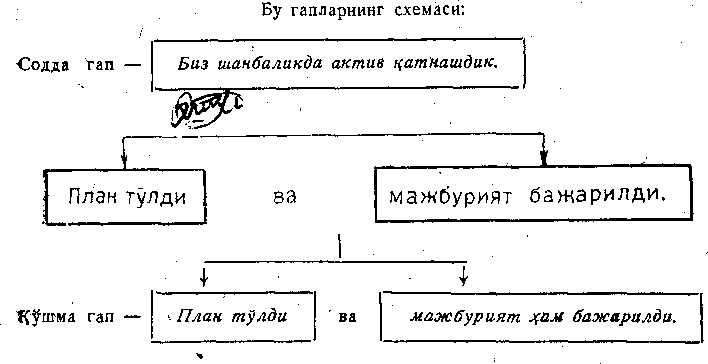 Бу гапларнинг схемаси:
Содда гап — Биз шанбаликда актив қатнашдик.
План тўлди ва мажбурият бажарилди.
Қўшма гап — План тўлди ва мажбурият ҳам бажарилди.